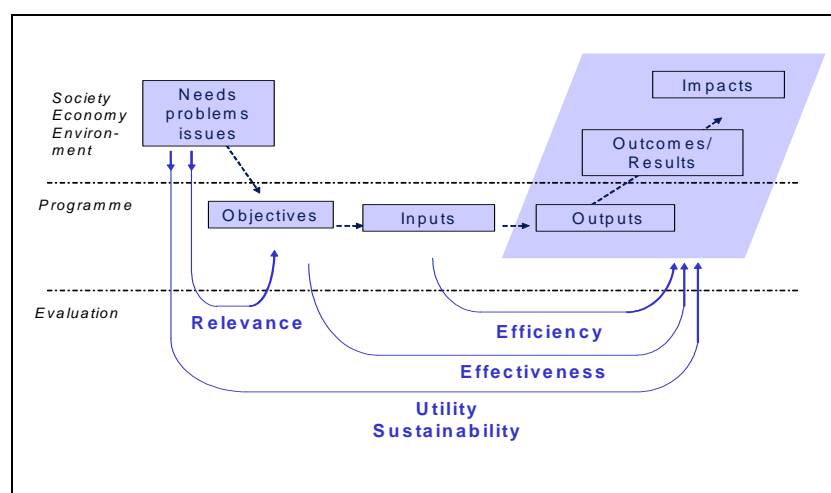 Society
Economy
Environ-
ment
Needs
problems
issues
Impacts
Outcomes/
Results
Programme
Objectives
Inputs
Outputs
Evaluation
Relevance
Efficiency
Effectiveness
Utility
Sustainability